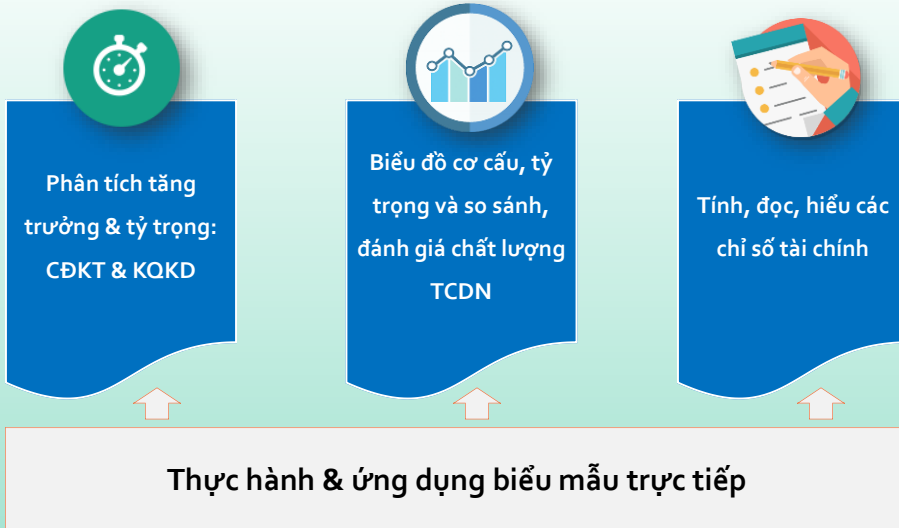 Phân tích tăng
trưởng & tỷ trọng:
CĐKT & KQKD
Biểu đồ cơ cấu, tỷ
trọng và so sánh,
đánh giá chất lượng
TCDN
Tính, đọc, hiểu các
chỉ số tài chính
Thực hành & ứng dụng biểu mẫu trực tiếp